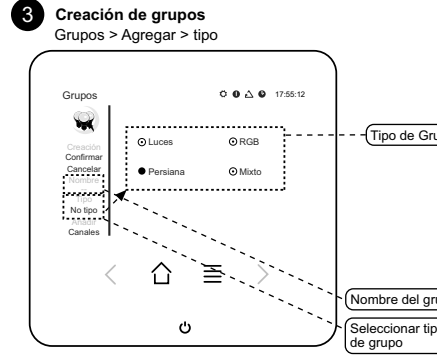 3 Creación de grupos
Grupos > Agregar > tipo
Grupos
17:55:12
Creación
Confirmar
Cancelar
Nombre
Tipo
No tipo
Añadir
Canales
Luces
RGB
Persiana
Mixto
Tipo de Gru
Nombre del gru
Seleccionar tip
de grupo